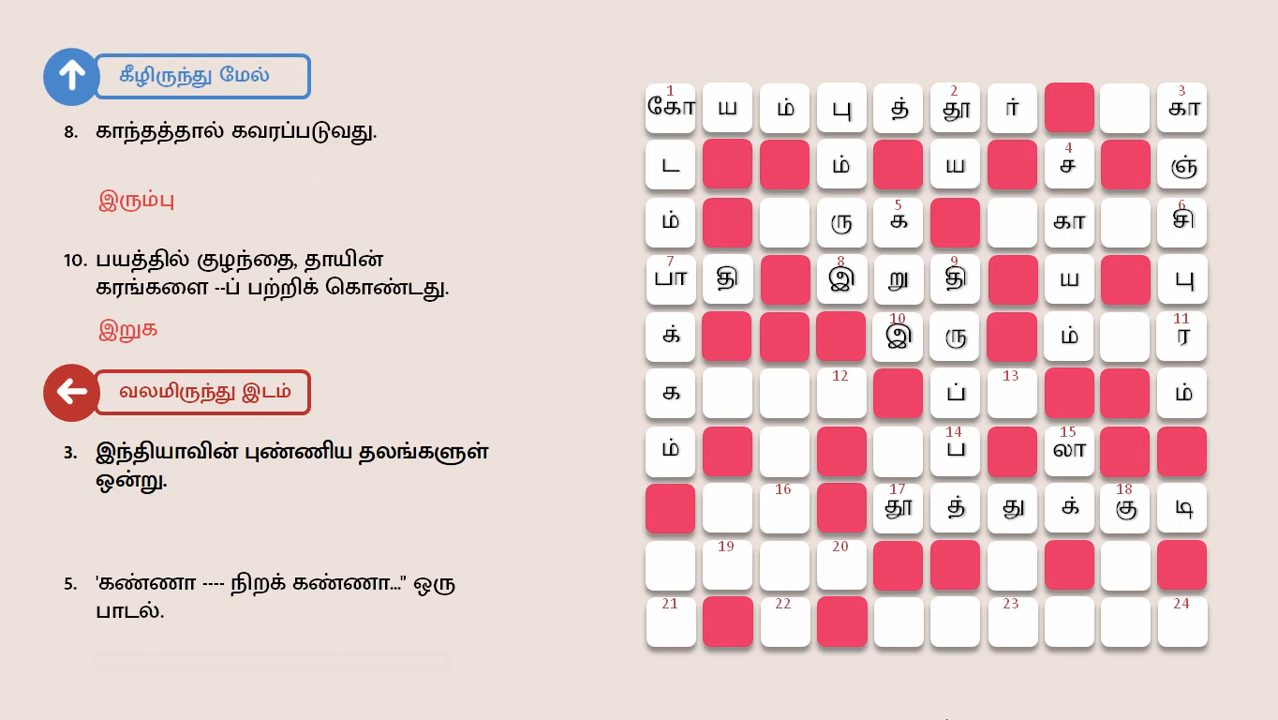 கீழிருந்து மேல்
8. காந்தத்தால் கவரப்படுவது.
இரும்பு
10. பயத்தில் குழந்தை, தாயின்
கரங்களை --ப் பற்றிக் கொண்டது.
இறுக
வலமிருந்து இடம்
3. இந்தியாவின் புண்ணிய தலங்களுள்
ஒன்று.
5. 'கண்ணா ---- நிறக் கண்ணா..." ஒரு
பாடல்.
1 2 3
கோ ய ம் பு த் தூ ர் கா
4
ட ம் ய ச ஞ்
5 6
ம் ரு க கா சி
7 8 9
பா தி இ று தி ய பு
10 11
க் இ ரு ம் ர
12 13
க ப் ம்
14 15
ம் ப லா
16 17 18
தூ த் து க் கு டி
19 20
21 22 23 24